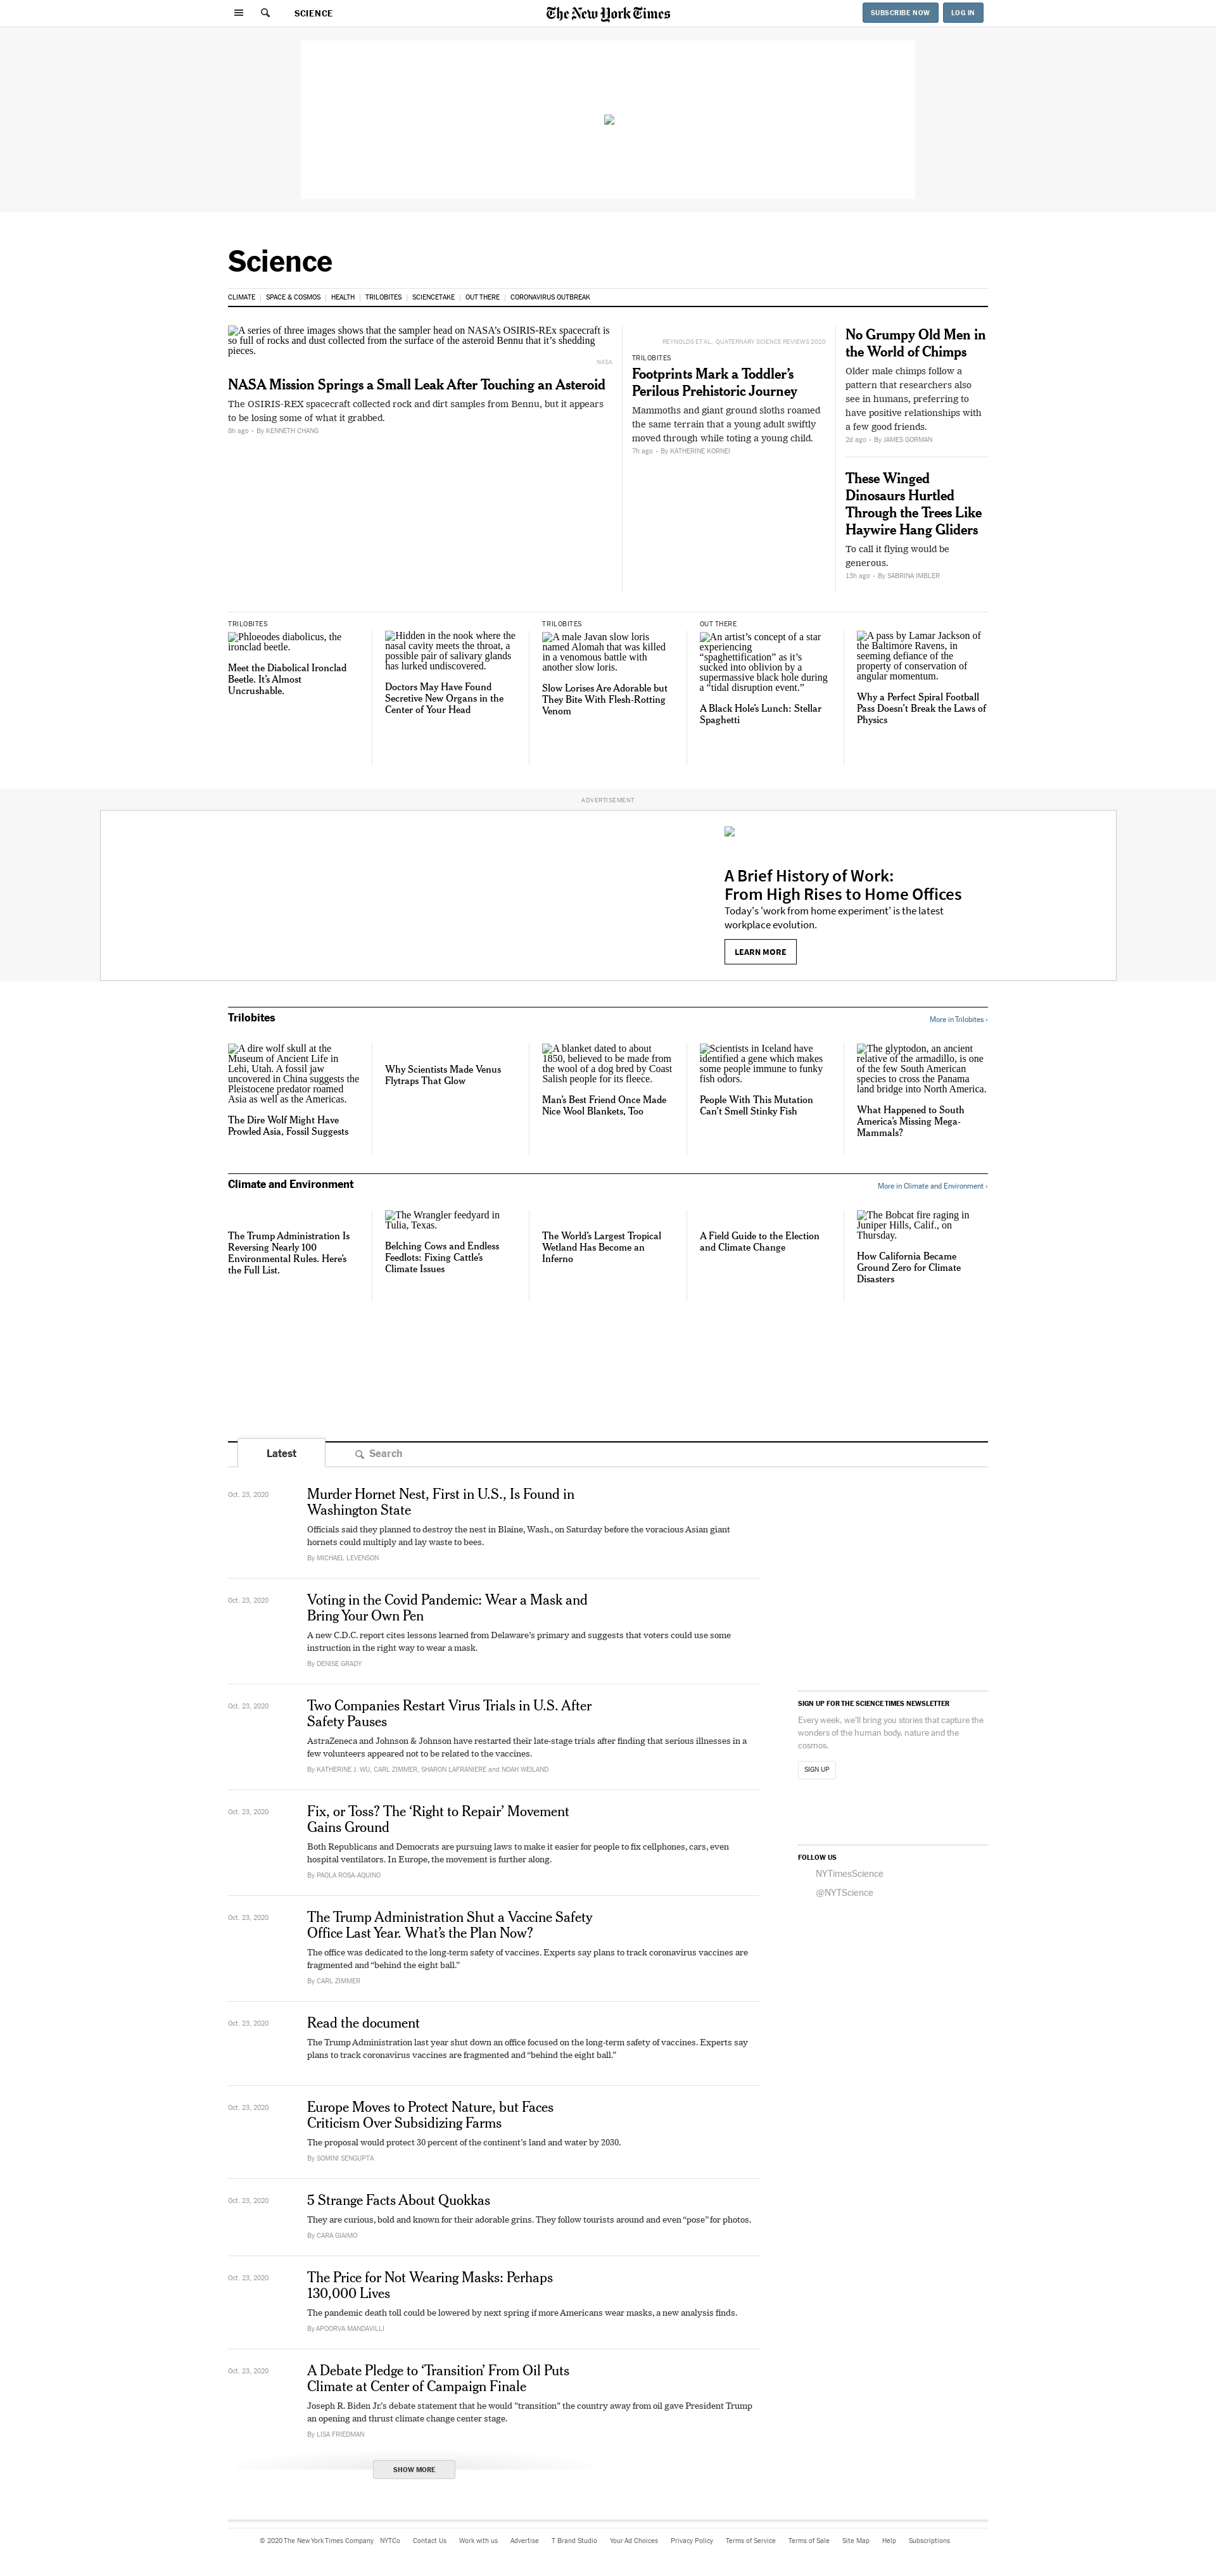 SCIENCE
The New York Times
SUBSCRIBE NOW
LOG IN
Science
CLIMATE
SPACE & COSMOS
HEALTH
TRILOBITES
SCIENCETAKE
OUT THERE
CORONAVIRUS OUTBREAK
A series of three images shows that the sampler head on NASA's OSIRIS-REx spacecraft is
so full of rocks and dust collected from the surface of the asteroid Bennu that it's shedding
pieces.
NASA
NASA Mission Springs a Small Leak After Touching an Asteroid
The OSIRIS-REX spacecraft collected rock and dirt samples from Bennu, but it appears
to be losing some of what it grabbed.
8h ago • By KENNETH CHANG
REYNOLDS ET AL., QUATERNARY SCIENCE REVIEWS 2020
TRILOBITES
Footprints Mark a Toddler's
Perilous Prehistoric Journey
Mammoths and giant ground sloths roamed
the same terrain that a young adult swiftly
moved through while toting a young child.
7h ago • By KATHERINE KORNEI
No Grumpy Old Men in
the World of Chimps
Older male chimps follow a
pattern that researchers also
see in humans, preferring to
have positive relationships with
a few good friends.
2d ago • By JAMES GORMAN
These Winged
Dinosaurs Hurtled
Through the Trees Like
Haywire Hang Gliders
To call it flying would be
generous.
13h ago • By SABRINA IMBLER
TRILOBITES
Phloeodes diabolicus, the
ironclad beetle.
Meet the Diabolical Ironclad
Beetle. It's Almost
Uncrushable.
Hidden in the nook where the
nasal cavity meets the throat, a
possible pair of salivary glands
has lurked undiscovered.
Doctors May Have Found
Secretive New Organs in the
Center of Your Head
TRILOBITES
A male Javan slow loris
named Alomah that was killed
in a venomous battle with
another slow loris.
Slow Lorises Are Adorable but
They Bite With Flesh-Rotting
Venom
OUT THERE
An artist's concept of a star
experiencing
“spaghettification” as it's
sucked into oblivion by a
supermassive black hole during
a “tidal disruption event.”
A Black Hole's Lunch: Stellar
Spaghetti
A pass by Lamar Jackson of
the Baltimore Ravens, in
seeming defiance of the
property of conservation of
angular momentum.
Why a Perfect Spiral Football
Pass Doesn't Break the Laws of
Physics
ADVERTISEMENT
A Brief History of Work:
From High Rises to Home Offices
Today's 'work from home experiment' is the latest
workplace evolution.
LEARN MORE
Trilobites
More in Trilobites ›
A dire wolf skull at the
Museum of Ancient Life in
Lehi, Utah. A fossil jaw
uncovered in China suggests the
Pleistocene predator roamed
Asia as well as the Americas.
The Dire Wolf Might Have
Prowled Asia, Fossil Suggests
Why Scientists Made Venus
Flytraps That Glow
A blanket dated to about
1850, believed to be made from
the wool of a dog bred by Coast
Salish people for its fleece.
Man's Best Friend Once Made
Nice Wool Blankets, Too
Scientists in Iceland have
identified a gene which makes
some people immune to funky
fish odors.
People With This Mutation
Can't Smell Stinky Fish
The glyptodon, an ancient
relative of the armadillo, is one
of the few South American
species to cross the Panama
land bridge into North America.
What Happened to South
America's Missing Mega-
Mammals?
Climate and Environment
More in Climate and Environment ›
The Trump Administration Is
Reversing Nearly 100
Environmental Rules. Here's
the Full List.
The Wrangler feedyard in
Tulia, Texas.
Belching Cows and Endless
Feedlots: Fixing Cattle's
Climate Issues
The World's Largest Tropical
Wetland Has Become an
Inferno
A Field Guide to the Election
and Climate Change
The Bobcat fire raging in
Juniper Hills, Calif., on
Thursday.
How California Became
Ground Zero for Climate
Disasters
Latest
Search
Oct. 23, 2020
Murder Hornet Nest, First in U.S., Is Found in
Washington State
Officials said they planned to destroy the nest in Blaine, Wash., on Saturday before the voracious Asian giant
hornets could multiply and lay waste to bees.
By MICHAEL LEVENSON
Oct. 23, 2020
Voting in the Covid Pandemic: Wear a Mask and
Bring Your Own Pen
A new C.D.C. report cites lessons learned from Delaware's primary and suggests that voters could use some
instruction in the right way to wear a mask.
By DENISE GRADY
Oct. 23, 2020
Two Companies Restart Virus Trials in U.S. After
Safety Pauses
AstraZeneca and Johnson & Johnson have restarted their late-stage trials after finding that serious illnesses in a
few volunteers appeared not to be related to the vaccines.
By KATHERINE J. WU, CARL ZIMMER, SHARON LAFRANIERE and NOAH WEILAND
Oct. 23, 2020
Fix, or Toss? The ‘Right to Repair’ Movement
Gains Ground
Both Republicans and Democrats are pursuing laws to make it easier for people to fix cellphones, cars, even
hospital ventilators. In Europe, the movement is further along.
By PAOLA ROSA-AQUINO
Oct. 23, 2020
The Trump Administration Shut a Vaccine Safety
Office Last Year. What's the Plan Now?
The office was dedicated to the long-term safety of vaccines. Experts say plans to track coronavirus vaccines are
fragmented and “behind the eight ball.”
By CARL ZIMMER
Oct. 23, 2020
Read the document
The Trump Administration last year shut down an office focused on the long-term safety of vaccines. Experts say
plans to track coronavirus vaccines are fragmented and “behind the eight ball.”
Oct. 23, 2020
Europe Moves to Protect Nature, but Faces
Criticism Over Subsidizing Farms
The proposal would protect 30 percent of the continent's land and water by 2030.
By SOMINI SENGUPTA
Oct. 23, 2020
5 Strange Facts About Quokkas
They are curious, bold and known for their adorable grins. They follow tourists around and even “pose” for photos.
By CARA GIAIMO
Oct. 23, 2020
The Price for Not Wearing Masks: Perhaps
130,000 Lives
The pandemic death toll could be lowered by next spring if more Americans wear masks, a new analysis finds.
By APOORVA MANDAVILLI
Oct. 23, 2020
A Debate Pledge to ‘Transition’ From Oil Puts
Climate at Center of Campaign Finale
Joseph R. Biden Jr.'s debate statement that he would "transition" the country away from oil gave President Trump
an opening and thrust climate change center stage.
By LISA FRIEDMAN
SHOW MORE
SIGN UP FOR THE SCIENCE TIMES NEWSLETTER
Every week, we'll bring you stories that capture the
wonders of the human body, nature and the
cosmos.
SIGN UP
FOLLOW US
NYTimesScience
@NYTScience
© 2020 The New York Times Company
NYTCo
Contact Us
Work with us
Advertise
T Brand Studio
Your Ad Choices
Privacy Policy
Terms of Service
Terms of Sale
Site Map
Help
Subscriptions